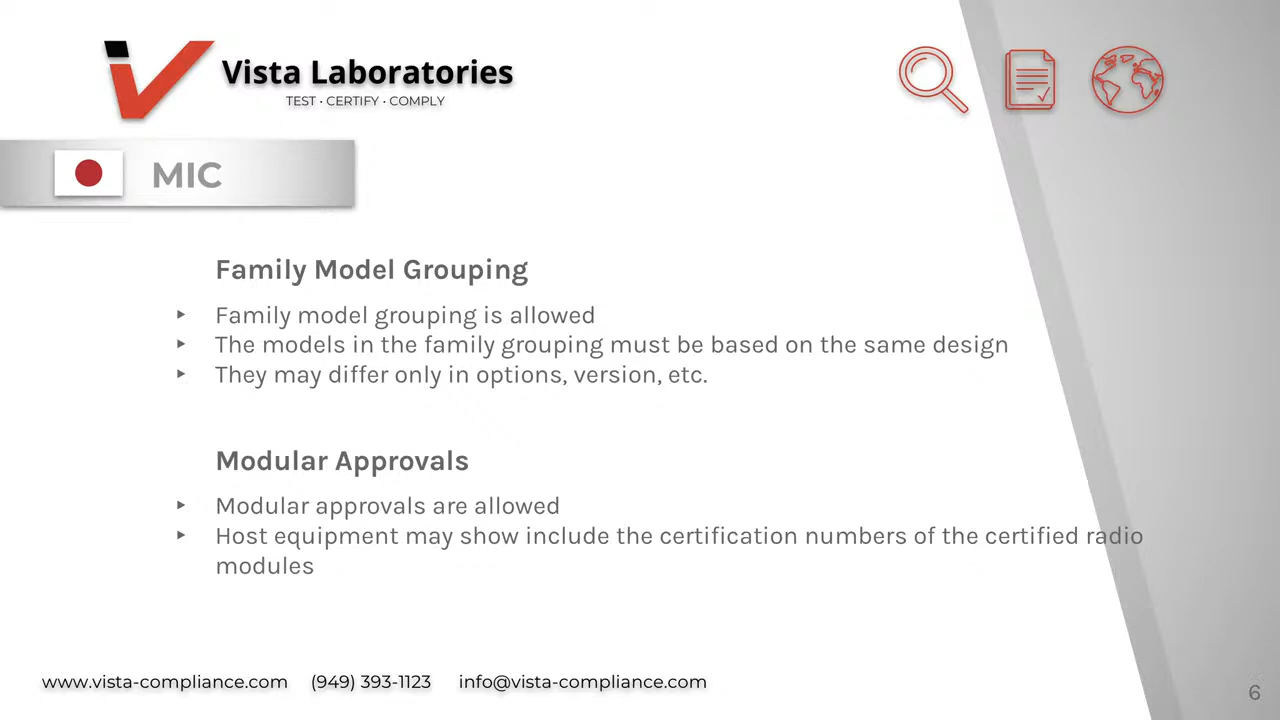 Vista Laboratories
TEST · CERTIFY · COMPLY
MIC
Family Model Grouping
‣ Family model grouping is allowed
‣ The models in the family grouping must be based on the same design
‣ They may differ only in options, version, etc.
Modular Approvals
‣ Modular approvals are allowed
‣ Host equipment may show include the certification numbers of the certified radio
modules
www.vista-compliance.com (949) 393-1123 info@vista-compliance.com
6